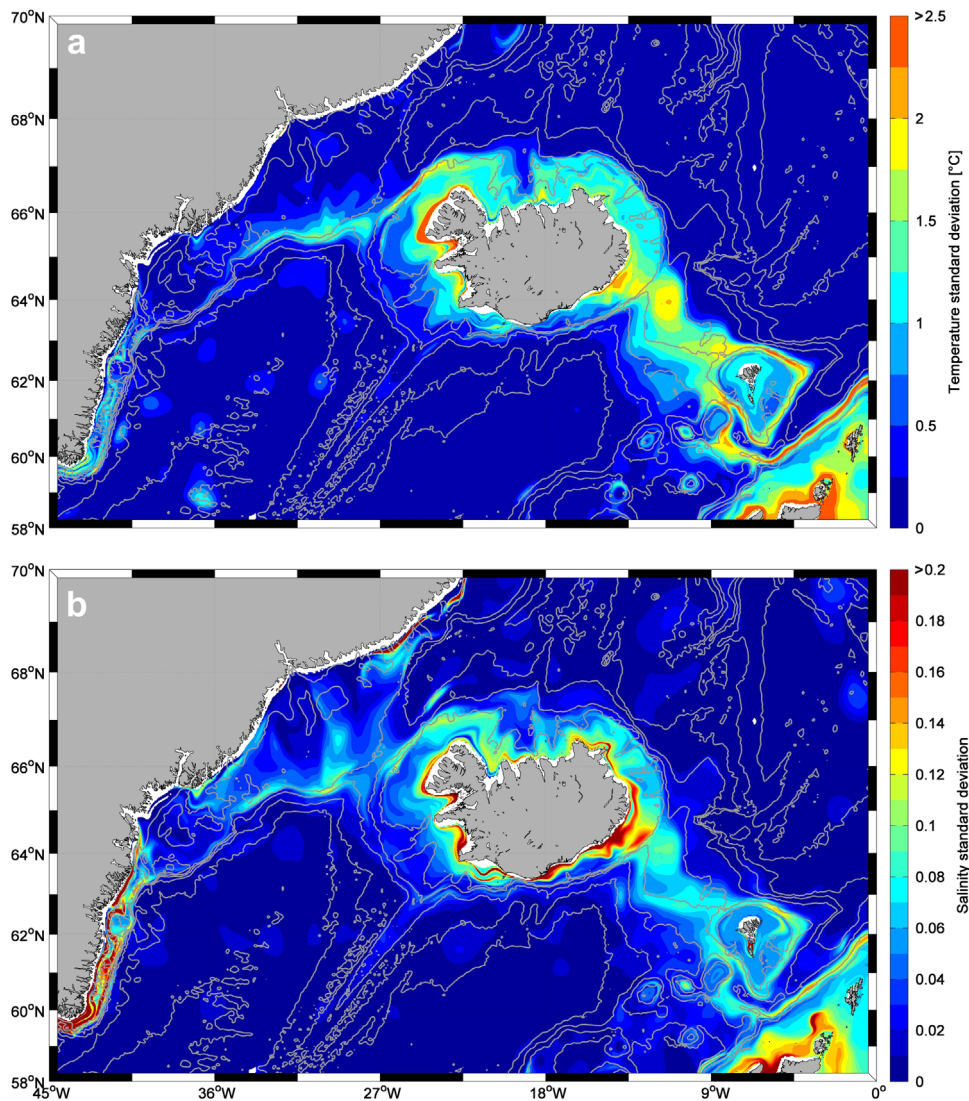 a
70°N
68°N
66°N
64°N
62°N
60°N
58°N
>2.5
2
1.5
1
0.5
0
Temperature standard deviation [°C]
b
70°N
68°N
66°N
64°N
62°N
60°N
58°N
45°W
36°W
27°W
18°W
9°W
0°
>0.2
0.18
0.16
0.14
0.12
0.1
0.08
0.06
0.04
0.02
0
Salinity standard deviation